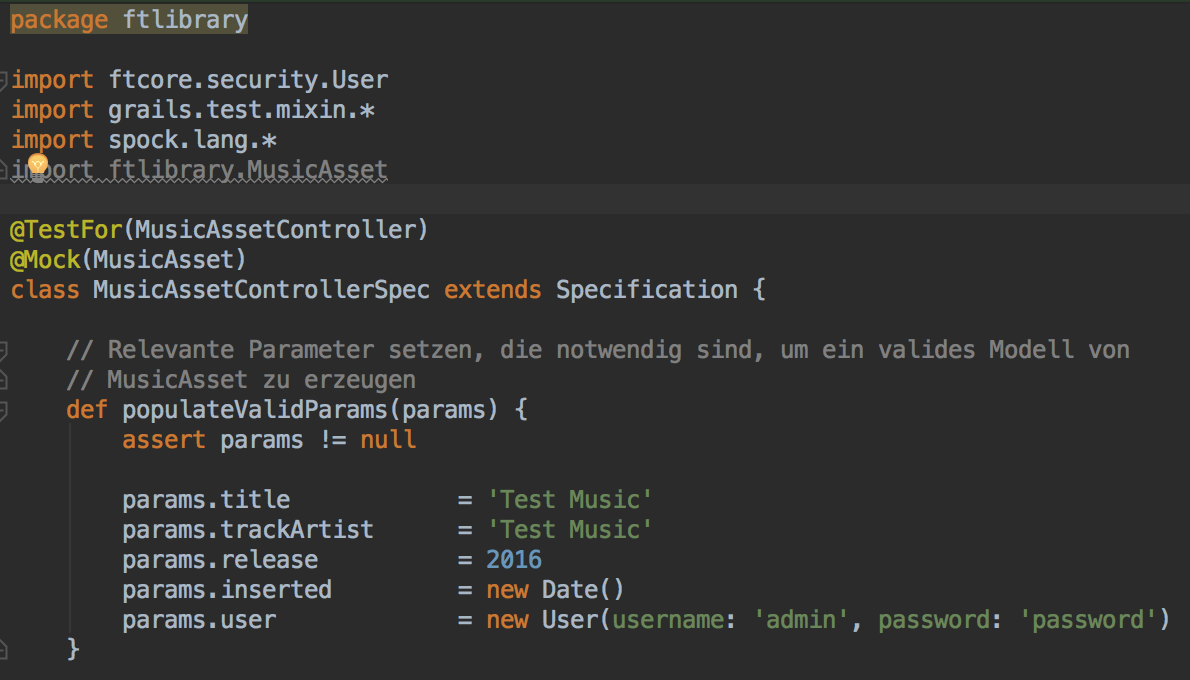 package ftlibrary
import ftcore.security.User
import grails.test.mixin.*
import spock.lang.*
import ftlibrary.MusicAsset
@TestFor(MusicAssetController)
@Mock(MusicAsset)
class MusicAssetControllerSpec extends Specification {
// Relevante Parameter setzen, die notwendig sind, um ein valides Modell von
// MusicAsset zu erzeugen
def populateValidParams(params) {
assert params != null
params.title = 'Test Music'
params.trackArtist = 'Test Music'
params.release = 2016
params.inserted = new Date()
params.user = new User(username: 'admin', password: 'password')
}